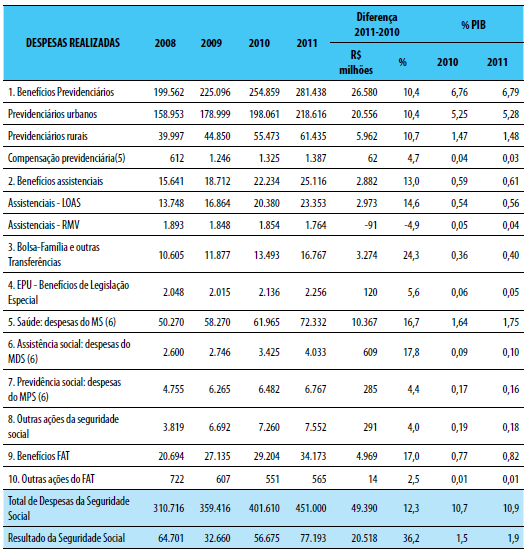 DESPESAS REALIZADAS 2008 2009 2010 2011 Diferença 2011-2010 % PIB
R$ milhões % 2010 2011
1. Benefícios Previdenciários 199.562 225.096 254.859 281.438 26.580 10,4 6,76 6,79
Previdenciários urbanos 158.953 178.999 198.061 218.616 20.556 10,4 5,25 5,28
Previdenciários rurais 39.997 44.850 55.473 61.435 5.962 10,7 1,47 1,48
Compensação previdenciária(5) 612 1.246 1.325 1.387 62 4,7 0,04 0,03
2. Benefícios assistenciais 15.641 18.712 22.234 25.116 2.882 13,0 0,59 0,61
Assistenciais - LOAS 13.748 16.864 20.380 23.353 2.973 14,6 0,54 0,56
Assistenciais - RMV 1.893 1.848 1.854 1.764 -91 -4,9 0,05 0,04
3. Bolsa-Família e outras Transferências 10.605 11.877 13.493 16.767 3.274 24,3 0,36 0,40
4. EPU - Benefícios de Legislação Especial 2.048 2.015 2.136 2.256 120 5,6 0,06 0,05
5. Saúde: despesas do MS (6) 50.270 58.270 61.965 72.332 10.367 16,7 1,64 1,75
6. Assistência social: despesas do MDS (6) 2.600 2.746 3.425 4.033 609 17,8 0,09 0,10
7. Previdência social: despesas do MPS (6) 4.755 6.265 6.482 6.767 285 4,4 0,17 0,16
8. Outras ações da seguridade social 3.819 6.692 7.260 7.552 291 4,0 0,19 0,18
9. Benefícios FAT 20.694 27.135 29.204 34.173 4.969 17,0 0,77 0,82
10. Outras ações do FAT 722 607 551 565 14 2,5 0,01 0,01
Total de Despesas da Seguridade Social 310.716 359.416 401.610 451.000 49.390 12,3 10,7 10,9
Resultado da Seguridade Social 64.701 32.660 56.675 77.193 20.518 36,2 1,5 1,9